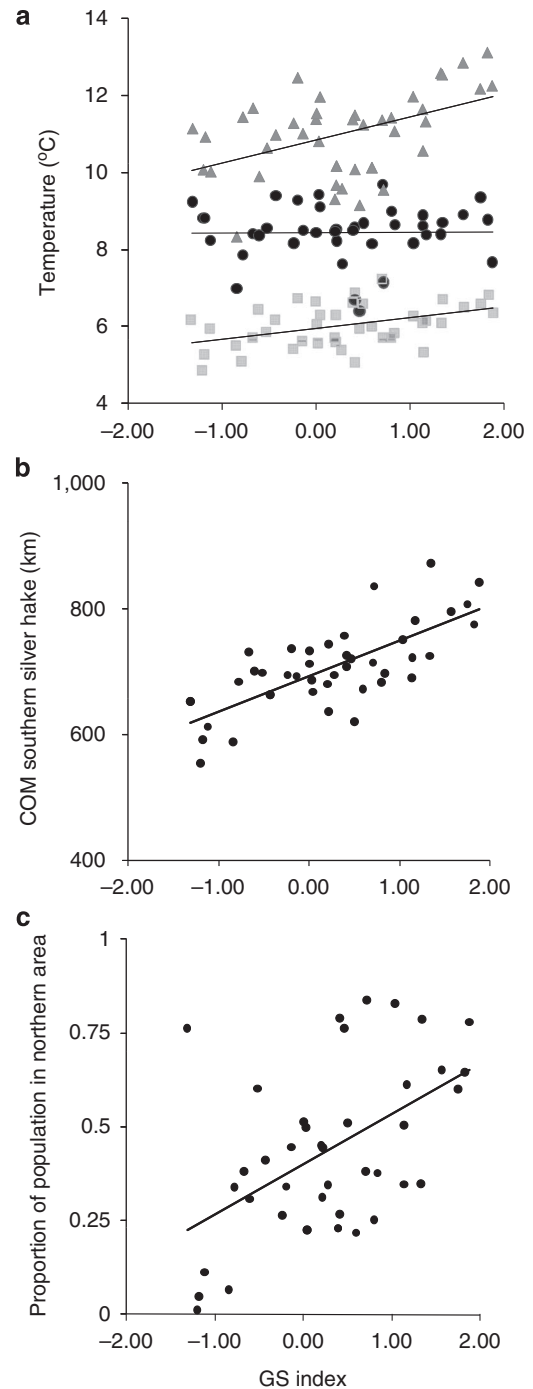 a
14
12
10
8
6
4
Temperature (ºC)
–2.00 –1.00 0.00 1.00 2.00
b
1,000
800
600
400
COM southern silver hake (km)
–2.00 –1.00 0.00 1.00 2.00
c
1
0.75
0.5
0.25
0
Proportion of population in northern area
–2.00 –1.00 0.00 1.00 2.00
GS index